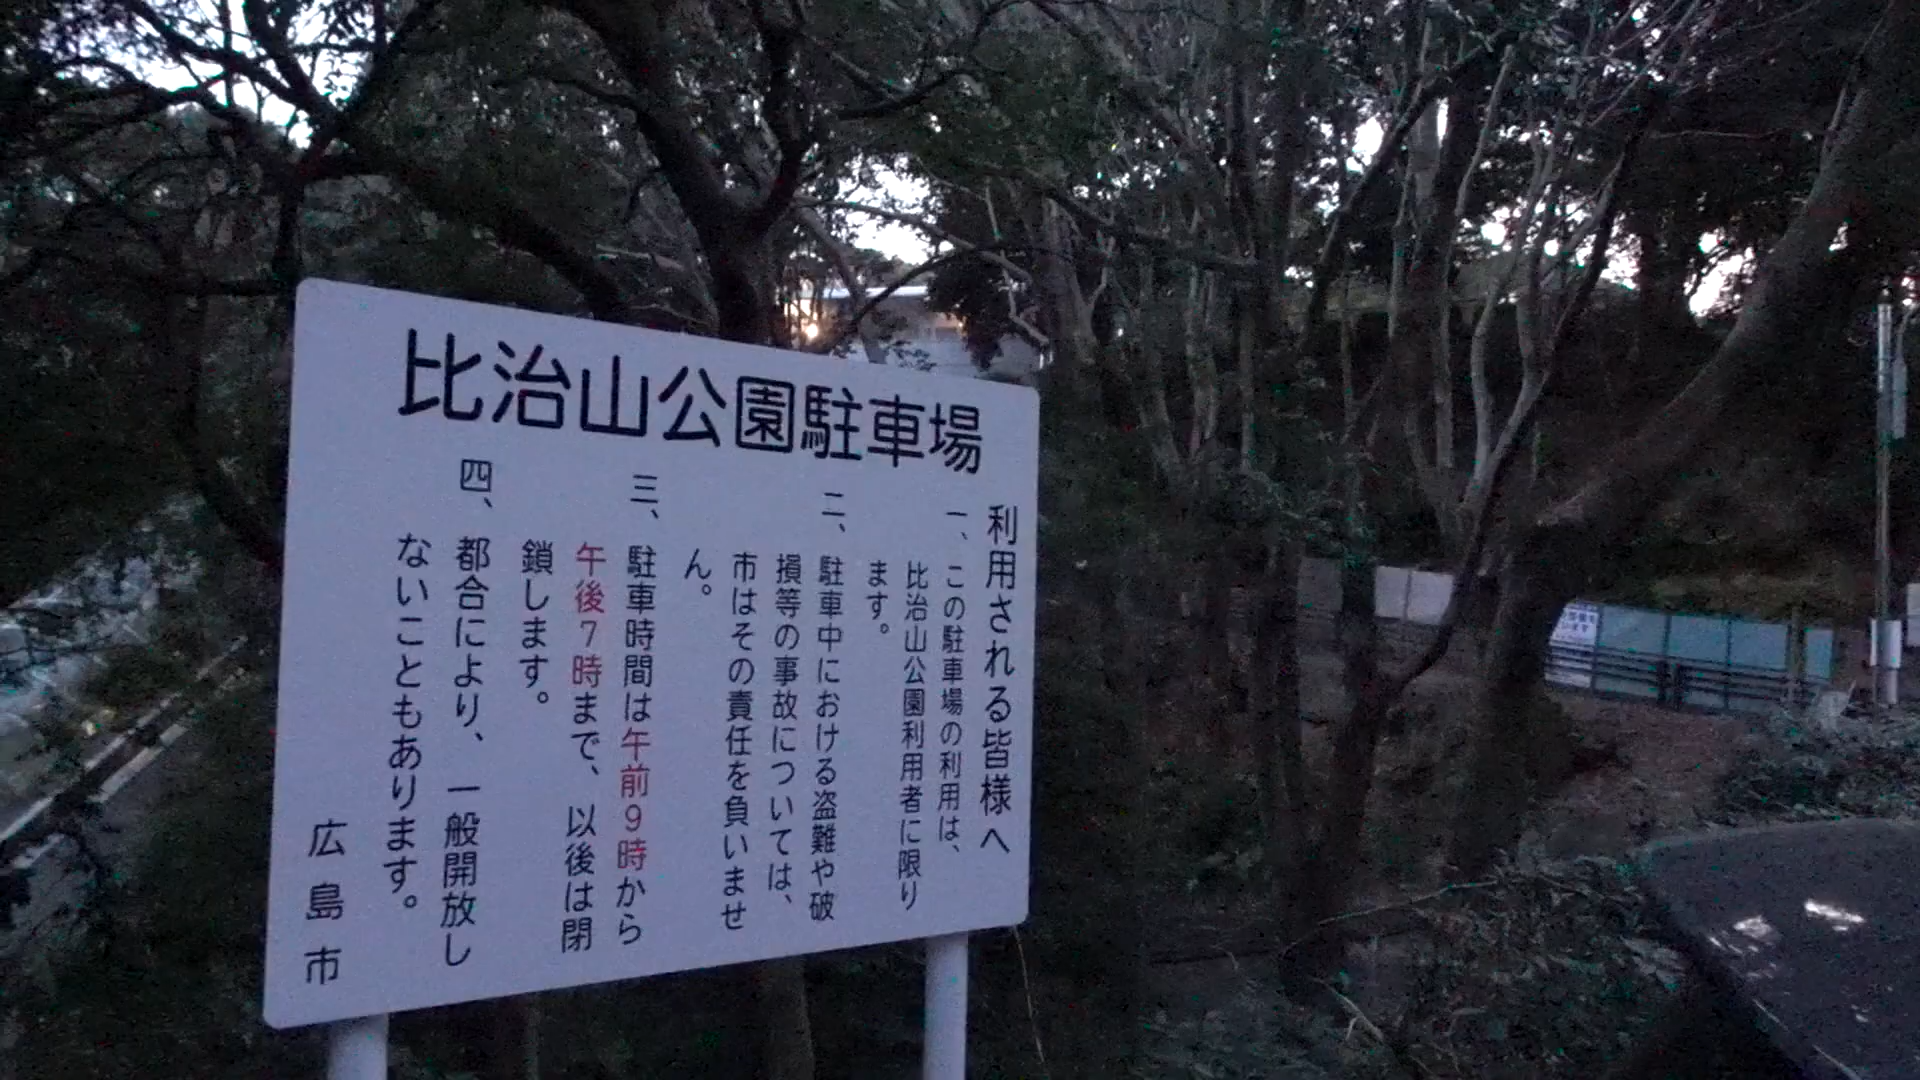 比治山公園駐車場
利用される皆様へ
一、この駐車場の利用は、
比治山公園利用者に限り
ます。
二、駐車中における盗難や破
損等の事故については、
市はその責任を負いませ
ん。
三、駐車時間は午前9時から
午後7時まで、以後は閉
鎖します。
四、都合により、一般開放し
ないこともあります。
広島市